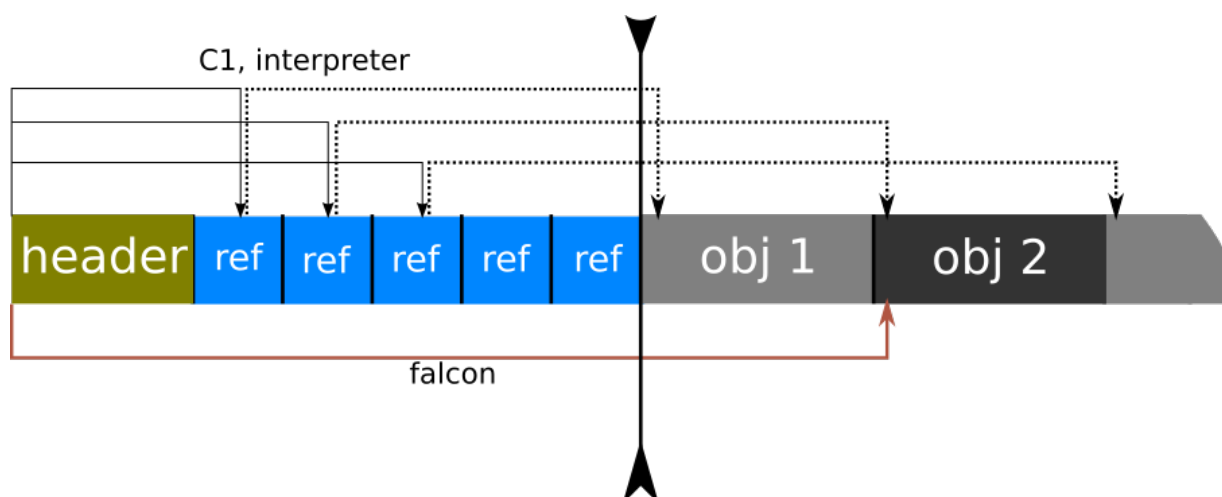 C1, interpreter
header ref ref ref ref ref obj 1 obj 2
falcon